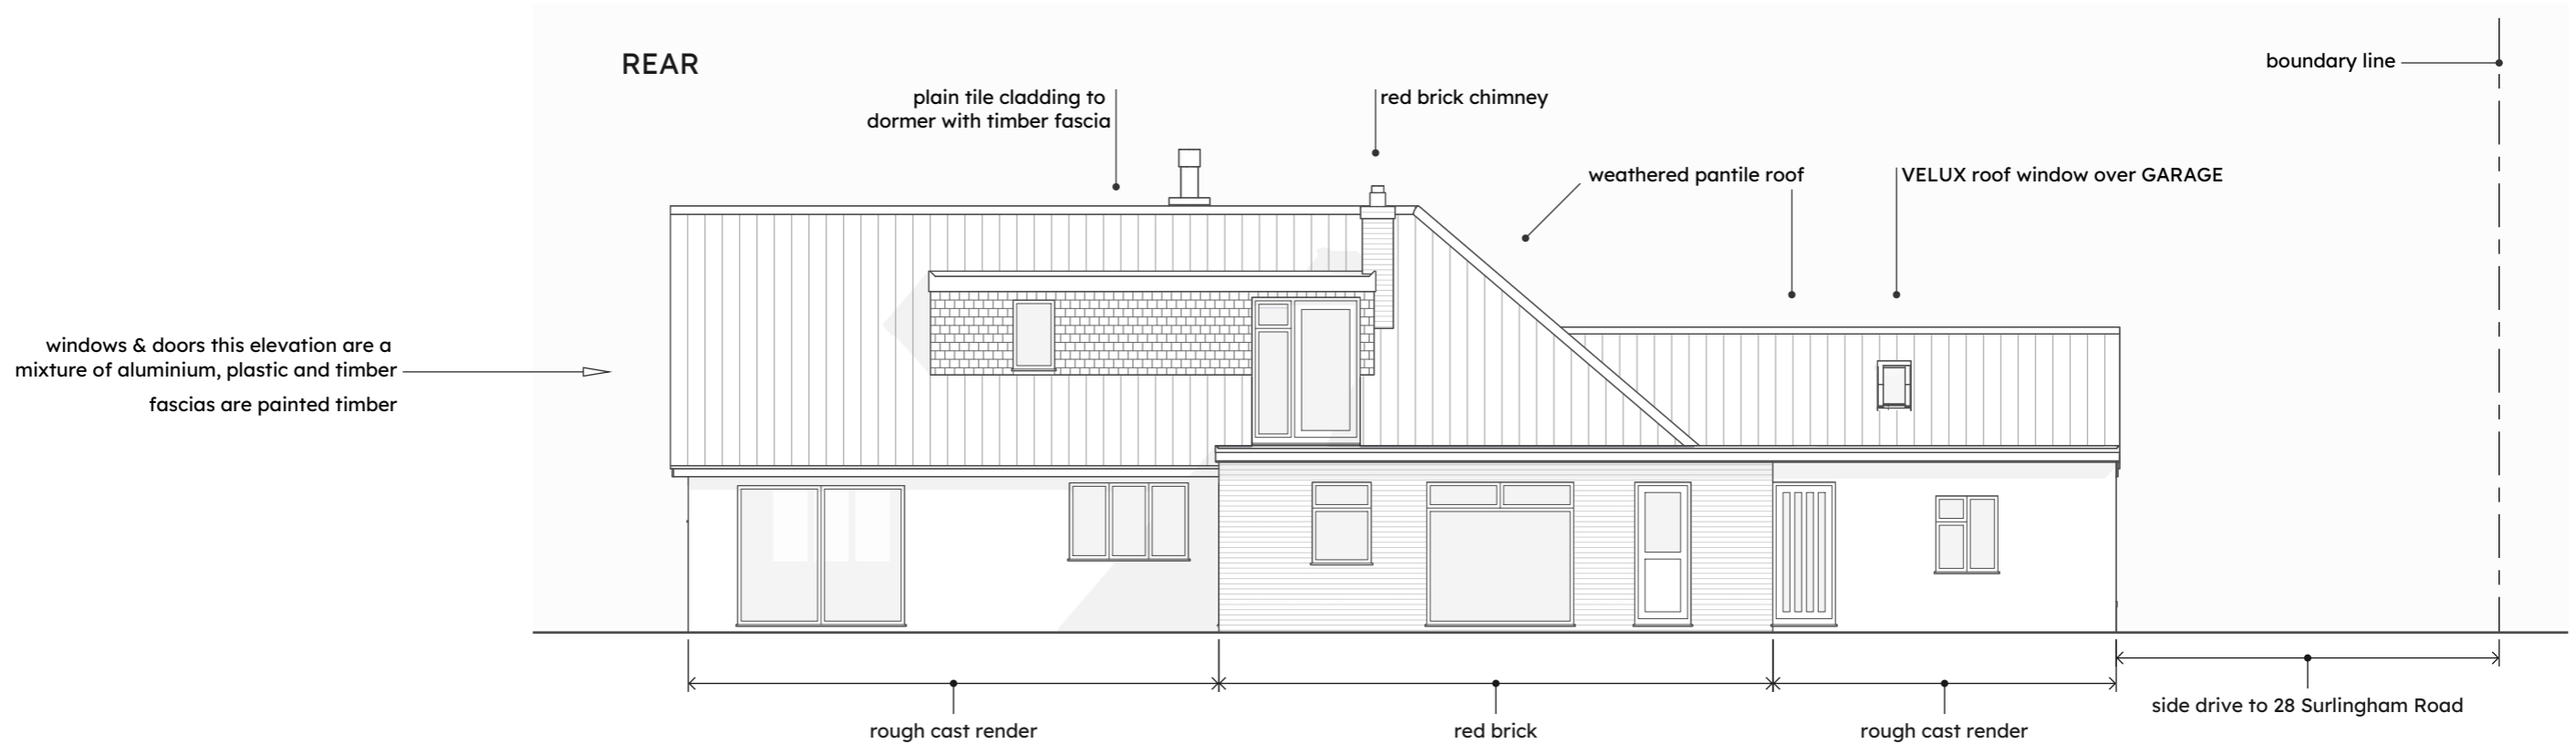 REAR
boundary line
plain tile cladding to
dormer with timber fascia
red brick chimney
weathered pantile roof
VELUX roof window over GARAGE
windows & doors this elevation are a
mixture of aluminium, plastic and timber
fascias are painted timber
side drive to 28 Surlingham Road
rough cast render
red brick
rough cast render